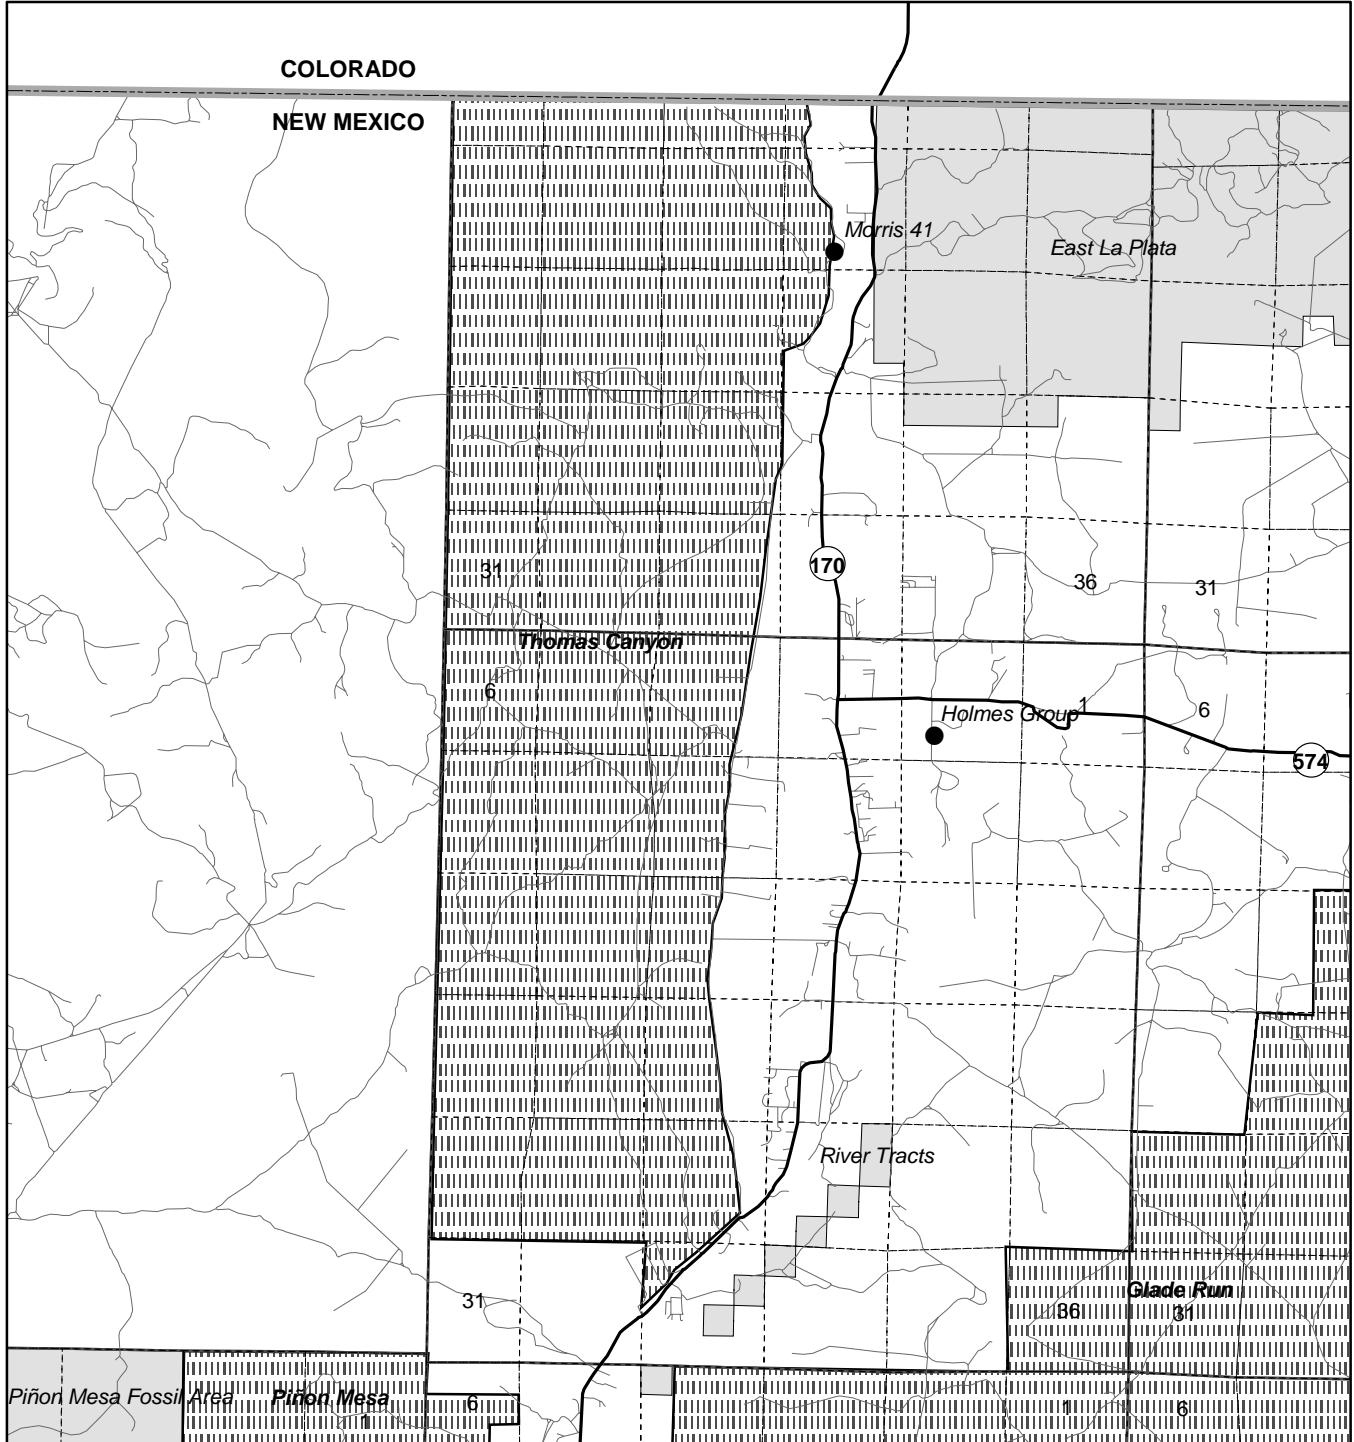 COLORADO
NEW MEXICO
Morris 41
East La Plata
170
31
36
31
Thomas Canyon
6
1
6
Holmes Group
574
River Tracts
31
Glade Run
36
31
Piñon Mesa Fossil Area
Piñon Mesa
1
6
1
6